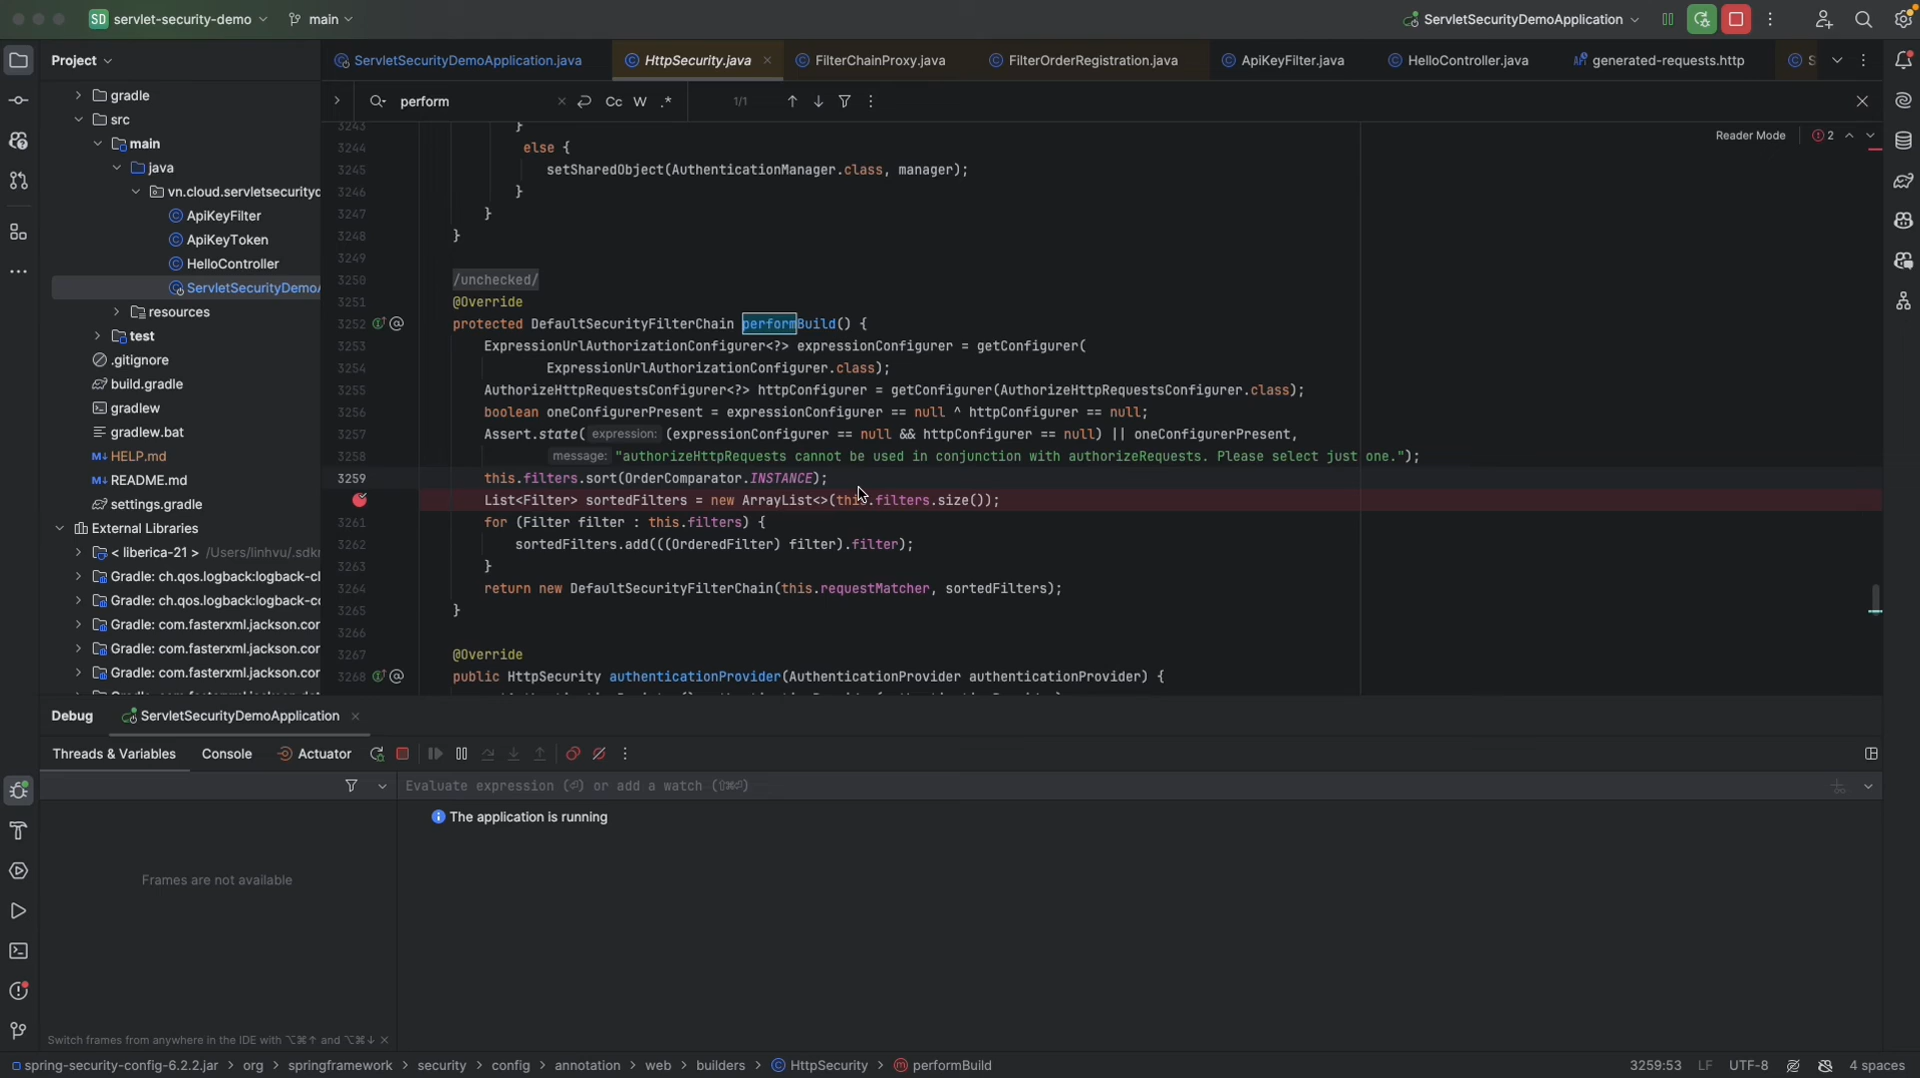 SD servlet-security-demo main ServletSecurityDemoApplication
Project
ServletSecurityDemoApplication.java HttpSecurity.java FilterChainProxy.java FilterOrderRegistration.java ApiKeyFilter.java HelloController.java generated-requests.http S
perform Cc W .* 1/1
Reader Mode 2
gradle
src
main
java
vn.cloud.servletsecurityd
ApiKeyFilter
ApiKeyToken
HelloController
ServletSecurityDemoA
resources
test
.gitignore
build.gradle
gradlew
gradlew.bat
M↓ HELP.md
M↓ README.md
settings.gradle
External Libraries
< liberica-21 > /Users/linhvu/.sdk
Gradle: ch.qos.logback:logback-cl
Gradle: ch.qos.logback:logback-co
Gradle: com.fasterxml.jackson.cor
Gradle: com.fasterxml.jackson.cor
Gradle: com.fasterxml.jackson.cor
3243 }
3244 else {
3245 setSharedObject(AuthenticationManager.class, manager);
3246 }
3247 }
3248 }
3249
3250 /unchecked/
3251 @Override
3252 protected DefaultSecurityFilterChain performBuild() {
3253 ExpressionUrlAuthorizationConfigurer<?> expressionConfigurer = getConfigurer(
ExpressionUrlAuthorizationConfigurer.class);
3255 AuthorizeHttpRequestsConfigurer<?> httpConfigurer = getConfigurer(AuthorizeHttpRequestsConfigurer.class);
3256 boolean oneConfigurerPresent = expressionConfigurer == null ^ httpConfigurer == null;
3257 Assert.state( expression: (expressionConfigurer == null && httpConfigurer == null) || oneConfigurerPresent,
3258 message: "authorizeHttpRequests cannot be used in conjunction with authorizeRequests. Please select just one.");
3259 this.filters.sort(OrderComparator.INSTANCE);
List<Filter> sortedFilters = new ArrayList<>(this.filters.size());
3261 for (Filter filter : this.filters) {
3262 sortedFilters.add(((OrderedFilter) filter).filter);
3263 }
3264 return new DefaultSecurityFilterChain(this.requestMatcher, sortedFilters);
3265 }
3266
3267 @Override
3268 public HttpSecurity authenticationProvider(AuthenticationProvider authenticationProvider) {
Debug ServletSecurityDemoApplication
Threads & Variables Console Actuator
Evaluate expression (⏎) or add a watch (⇧⌘⏎)
The application is running
Frames are not available
Switch frames from anywhere in the IDE with ⌥⌘↑ and ⌥⌘↓
spring-security-config-6.2.2.jar > org > springframework > security > config > annotation > web > builders > HttpSecurity > performBuild 3259:53 LF UTF-8 4 spaces